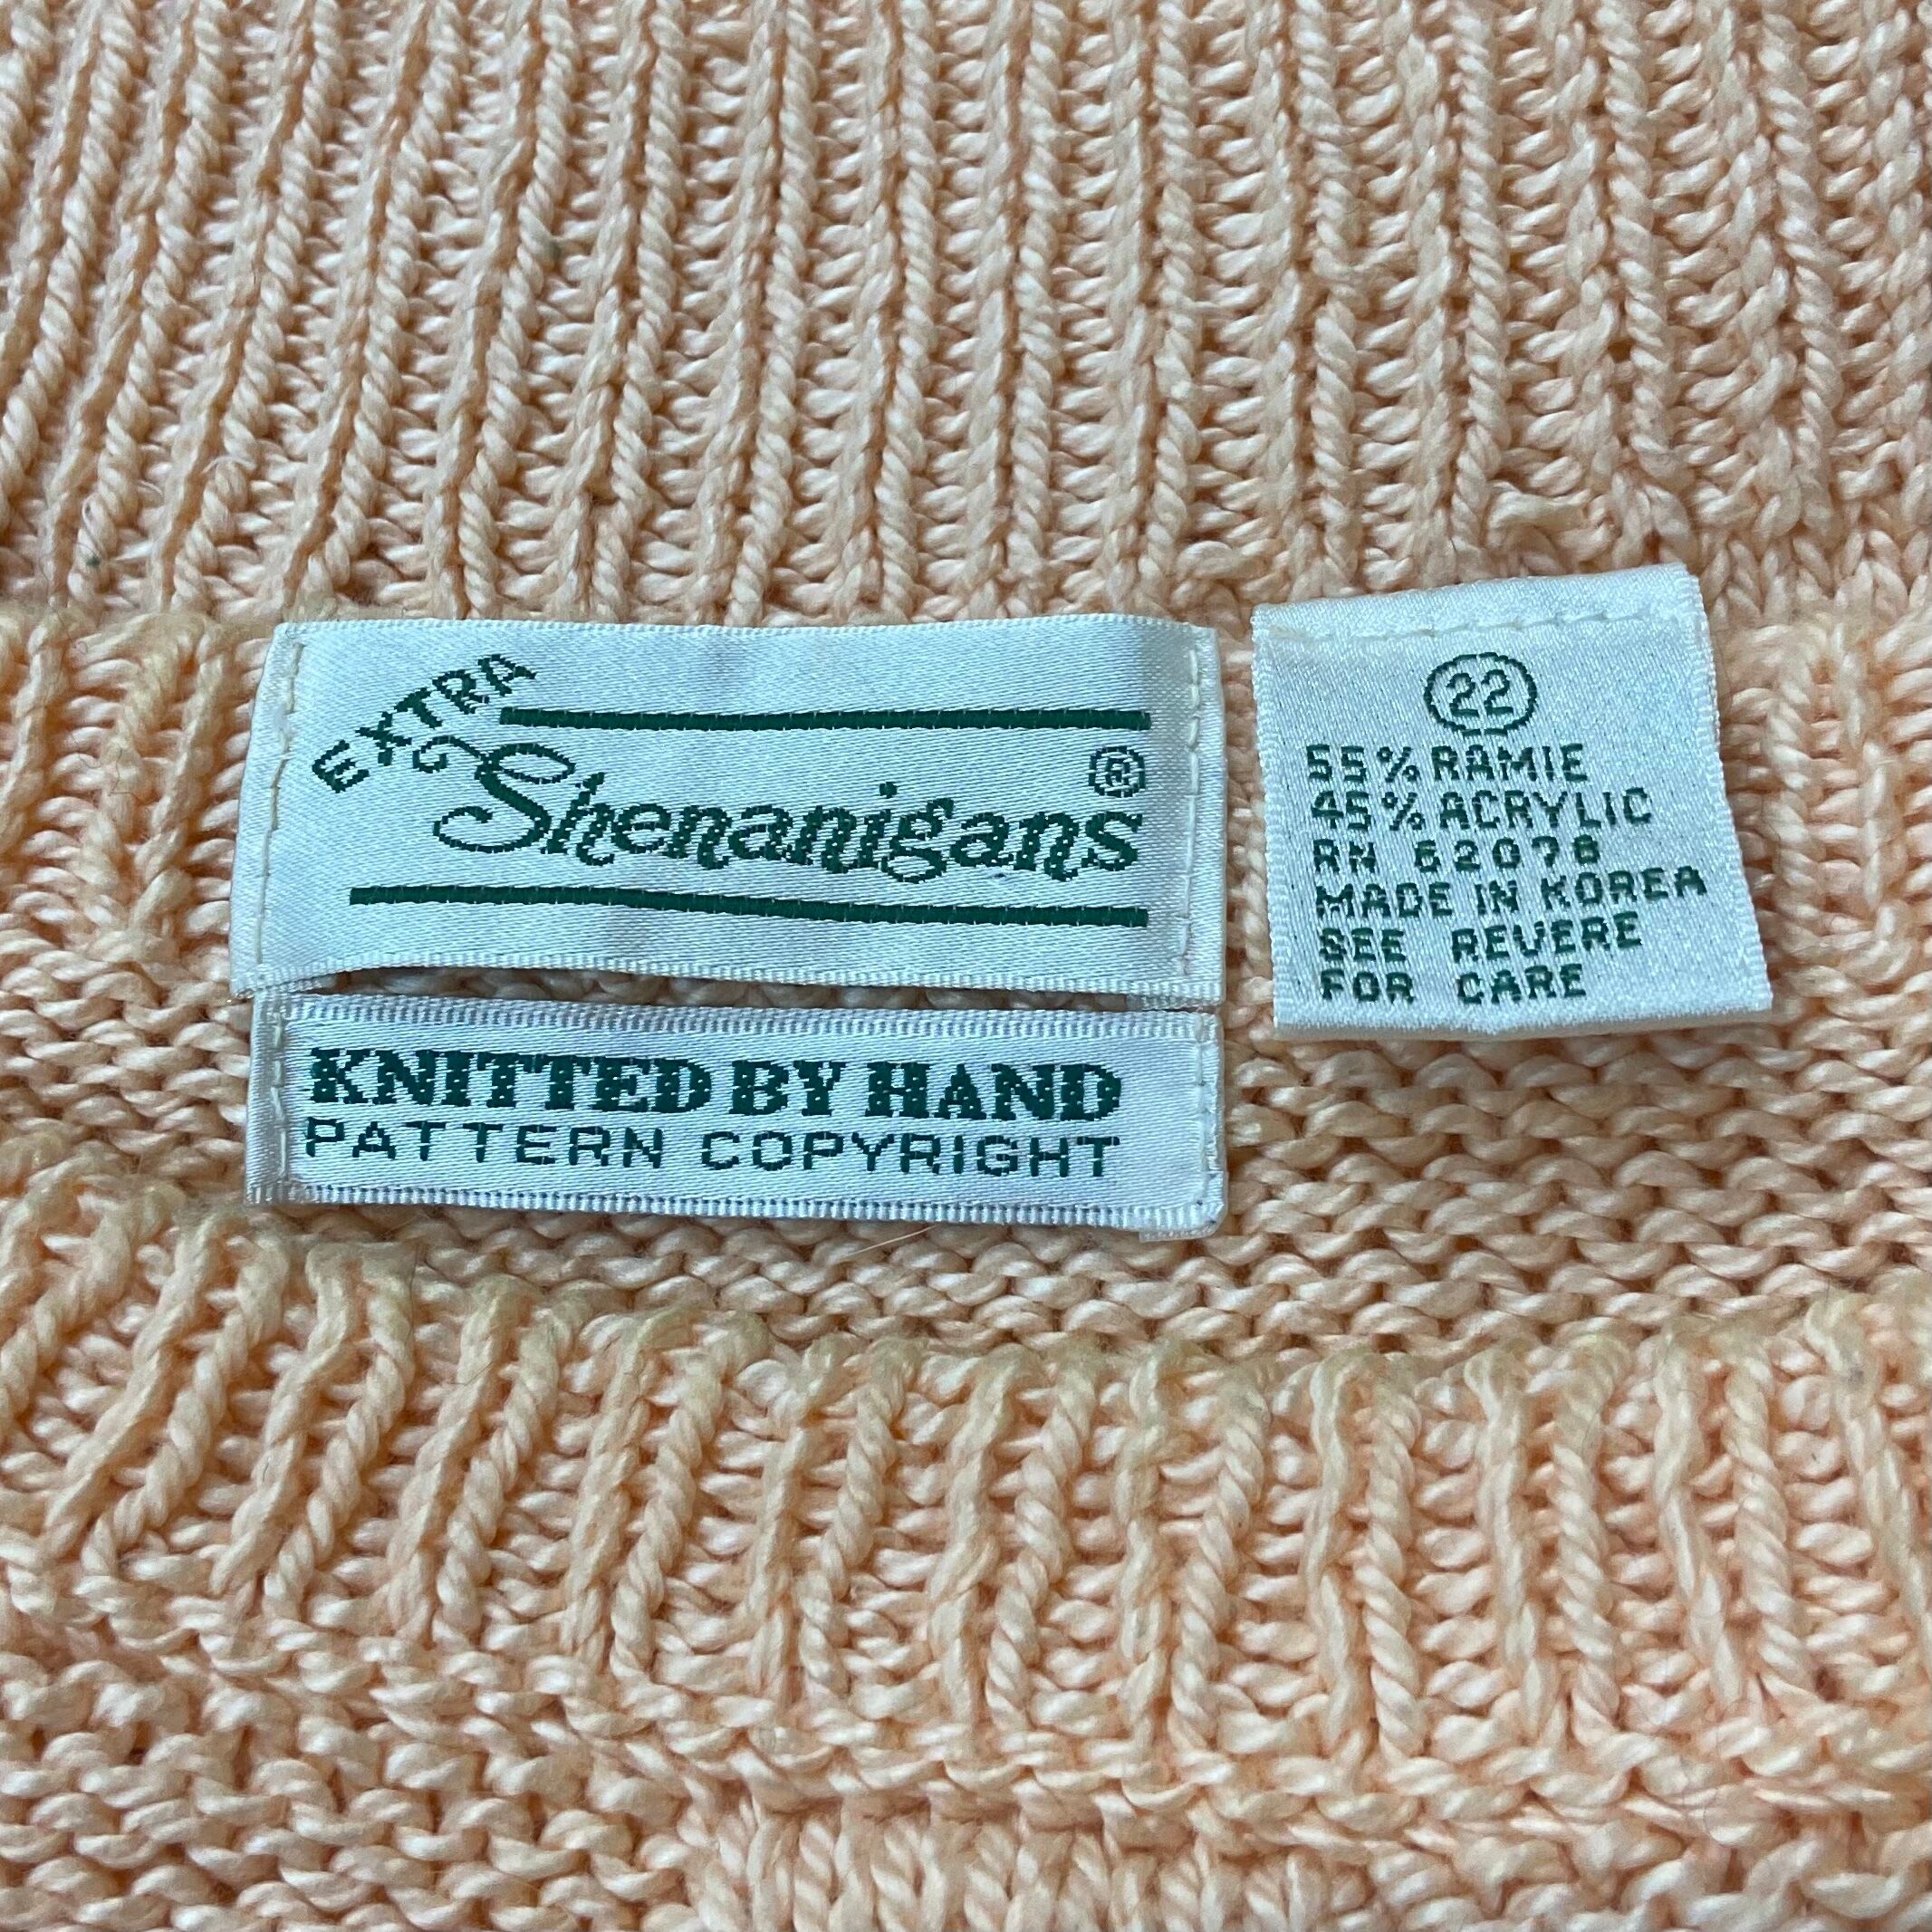 EXTRA
Shenanigans ®
KNITTED BY HAND
PATTERN COPYRIGHT
22
55% RAMIE
45% ACRYLIC
RN 62078
MADE IN KOREA
SEE REVERE
FOR CARE